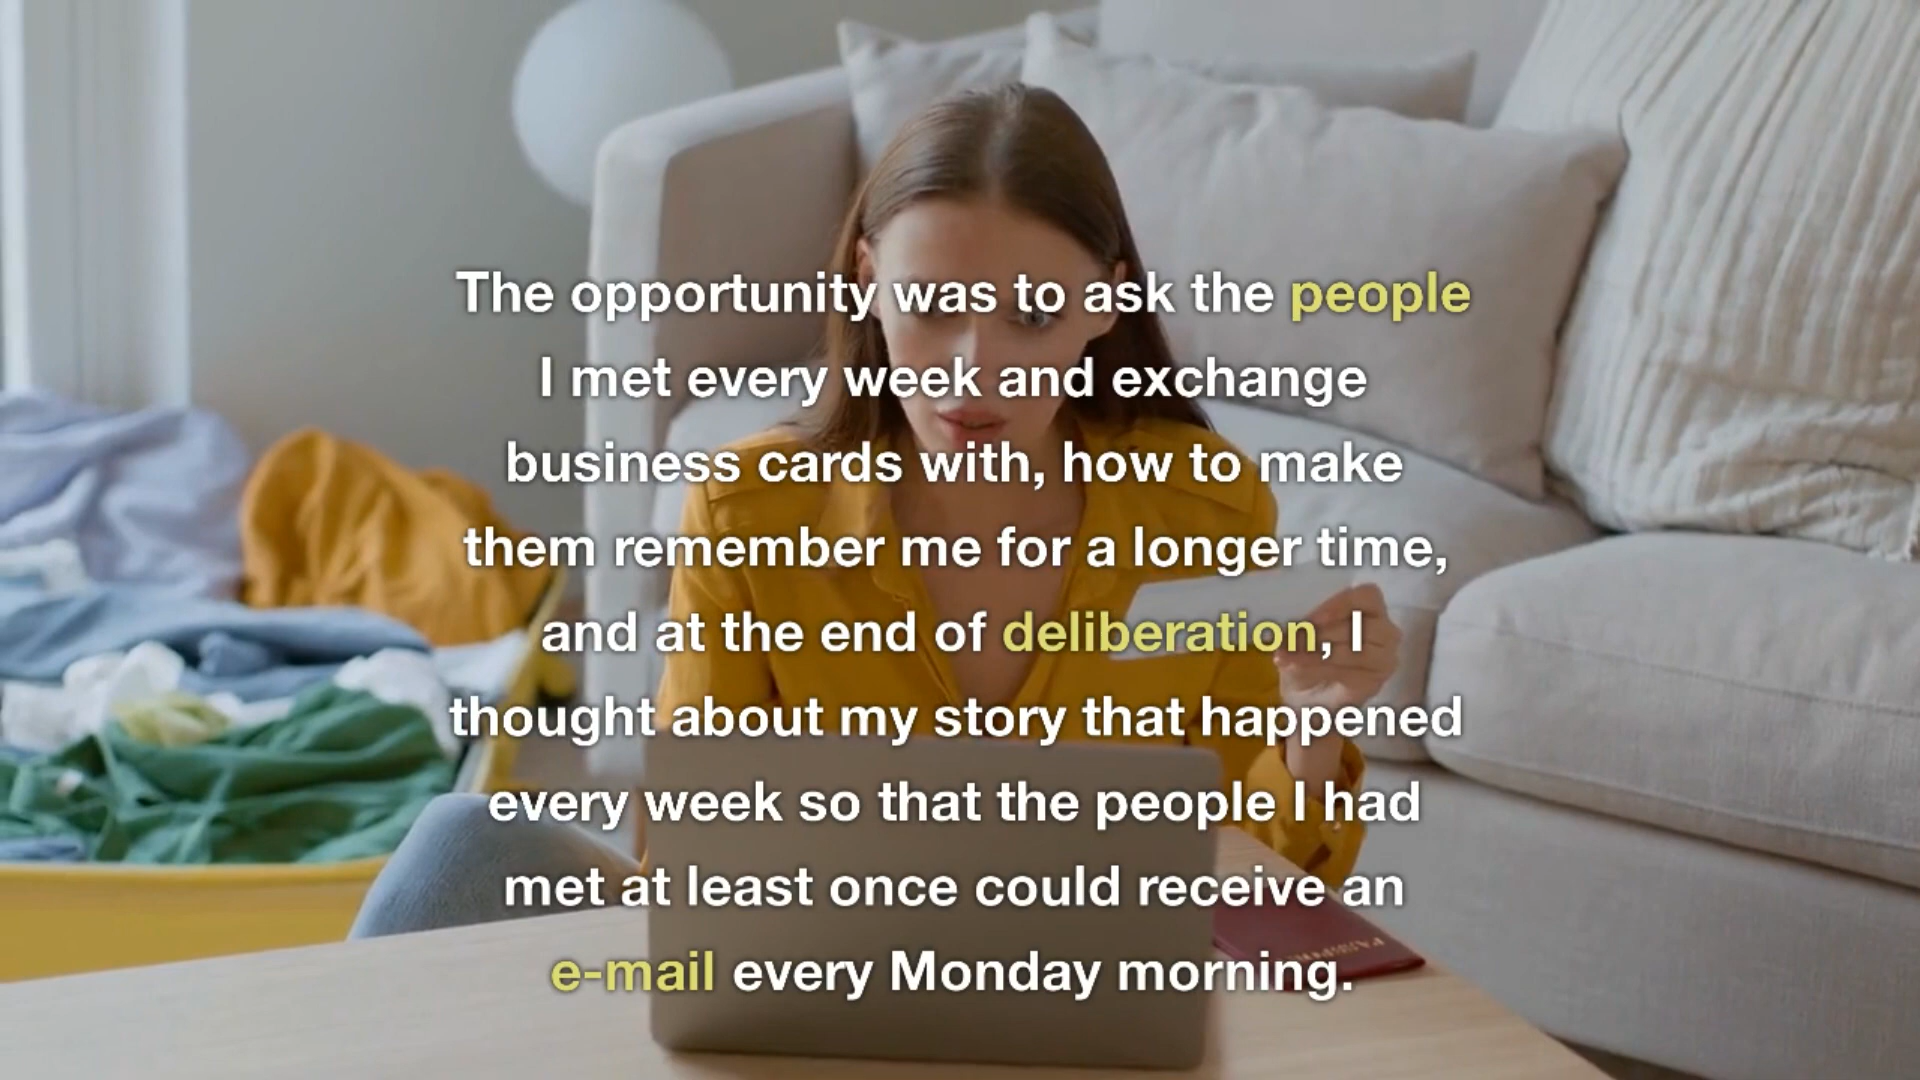 The opportunity was to ask the people
I met every week and exchange
business cards with, how to make
them remember me for a longer time,
and at the end of deliberation, I
thought about my story that happened
every week so that the people I had
met at least once could receive an
e-mail every Monday morning.
PASSPORT